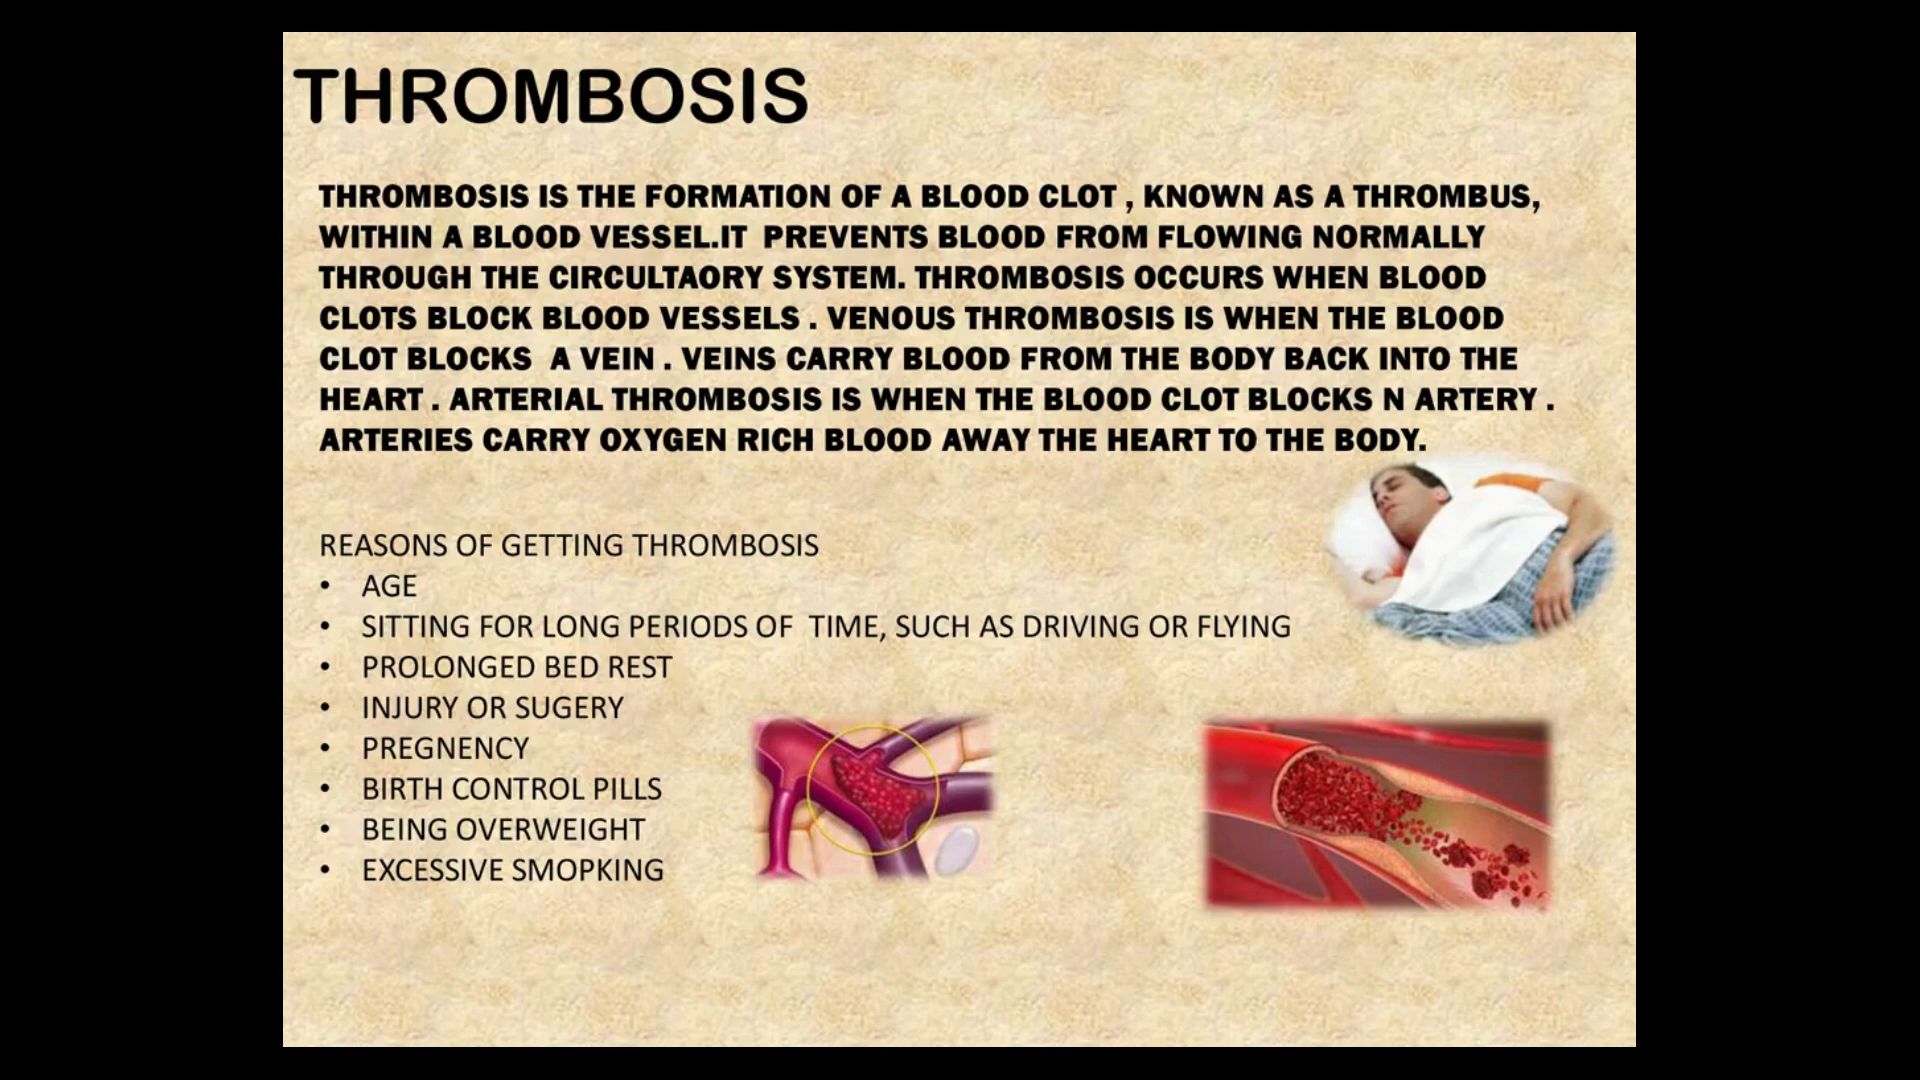 THROMBOSIS
THROMBOSIS IS THE FORMATION OF A BLOOD CLOT , KNOWN AS A THROMBUS,
WITHIN A BLOOD VESSEL.IT  PREVENTS BLOOD FROM FLOWING NORMALLY
THROUGH THE CIRCULTAORY SYSTEM. THROMBOSIS OCCURS WHEN BLOOD
CLOTS BLOCK BLOOD VESSELS . VENOUS THROMBOSIS IS WHEN THE BLOOD
CLOT BLOCKS  A VEIN . VEINS CARRY BLOOD FROM THE BODY BACK INTO THE
HEART . ARTERIAL THROMBOSIS IS WHEN THE BLOOD CLOT BLOCKS N ARTERY .
ARTERIES CARRY OXYGEN RICH BLOOD AWAY THE HEART TO THE BODY.
REASONS OF GETTING THROMBOSIS
• AGE
• SITTING FOR LONG PERIODS OF  TIME, SUCH AS DRIVING OR FLYING
• PROLONGED BED REST
• INJURY OR SUGERY
• PREGNENCY
• BIRTH CONTROL PILLS
• BEING OVERWEIGHT
• EXCESSIVE SMOPKING